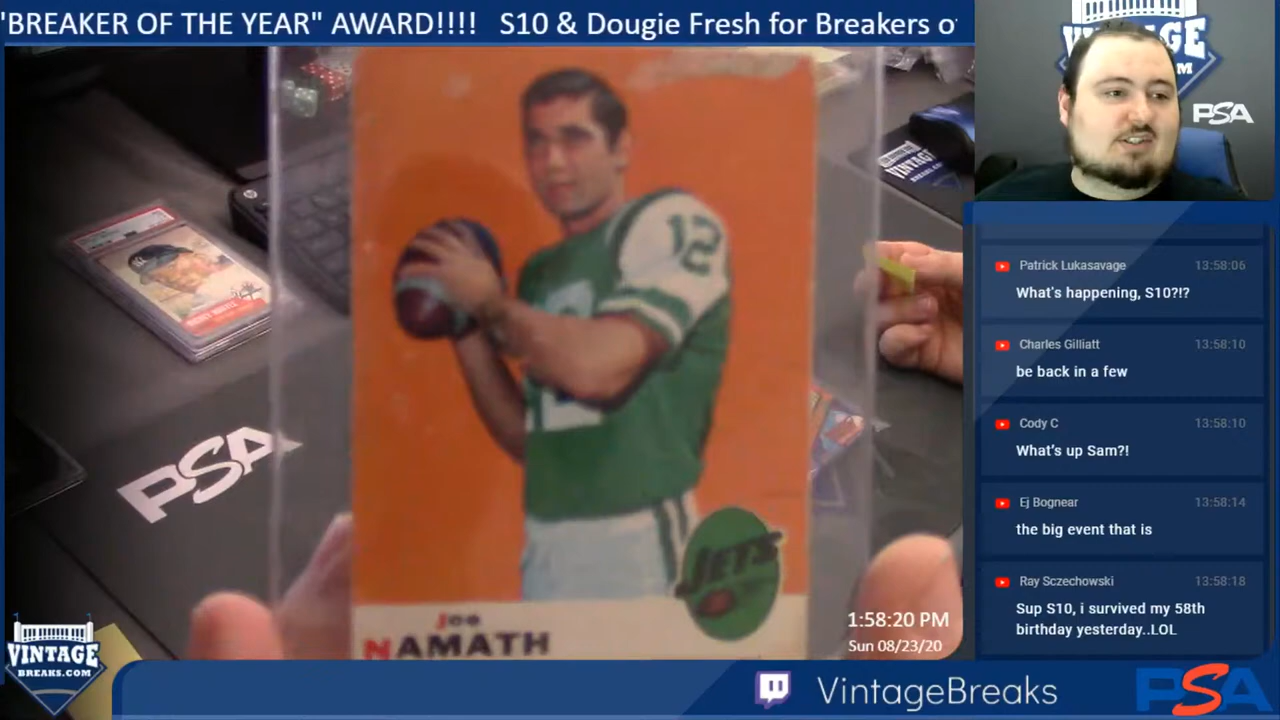 "BREAKER OF THE YEAR" AWARD!!!! S10 & Dougie Fresh for Breakers o
VINTAGE
M
PSA
VINTAGE
BREAKS.COM
12
12
PSA
JETS
Joe
NAMATH
1:58:20 PM
Sun 08/23/20
Patrick Lukasavage 13:58:06
What's happening, S10?!?
Charles Gilliatt 13:58:10
be back in a few
Cody C 13:58:10
What's up Sam?!
Ej Bognear 13:58:14
the big event that is
Ray Sczechowski 13:58:18
Sup S10, i survived my 58th
birthday yesterday..LOL
VINTAGE
BREAKS.COM
VintageBreaks
PSA